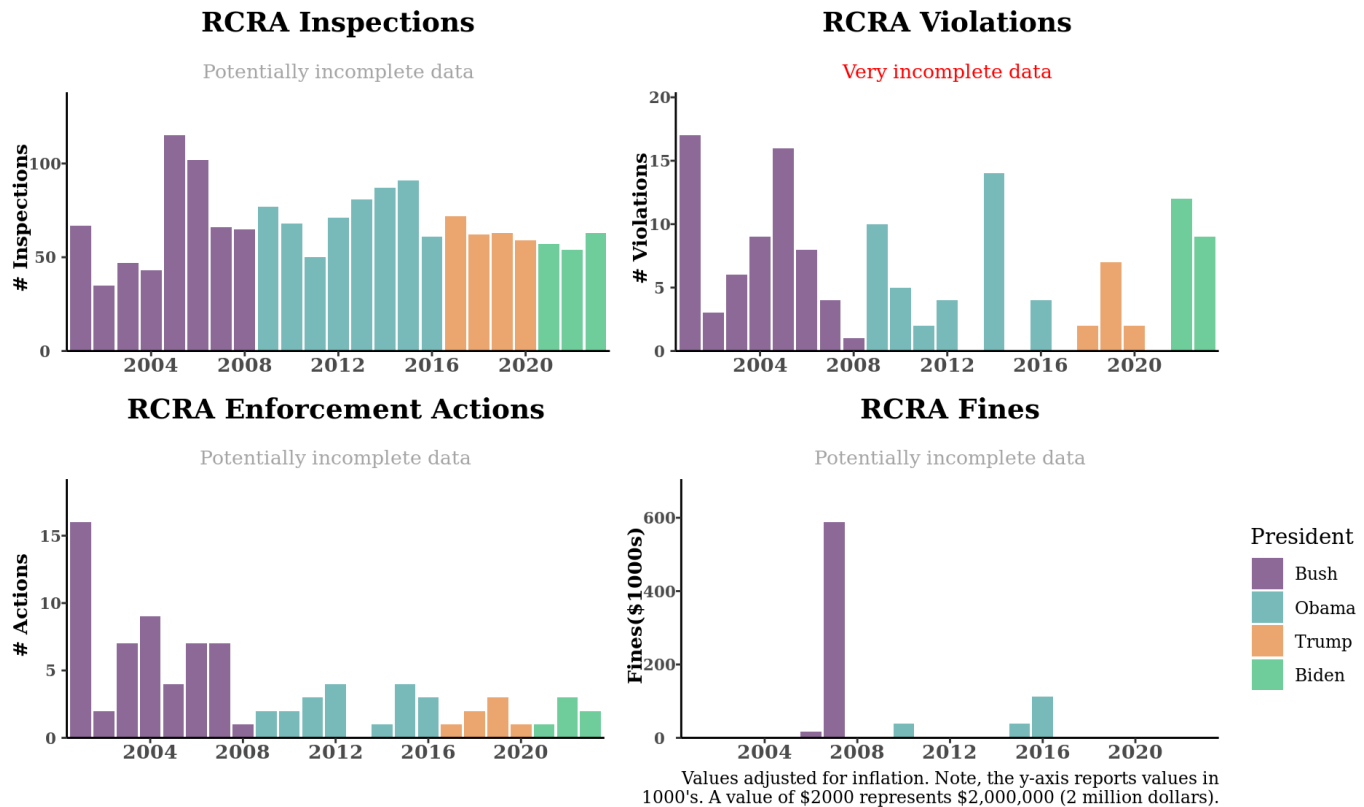 RCRA Inspections
Potentially incomplete data
# Inspections
100
50
0
2004 2008 2012 2016 2020
RCRA Violations
Very incomplete data
# Violations
20
15
10
5
0
2004 2008 2012 2016 2020
RCRA Enforcement Actions
Potentially incomplete data
# Actions
15
10
5
0
2004 2008 2012 2016 2020
RCRA Fines
Potentially incomplete data
Fines($1000s)
600
400
200
0
2004 2008 2012 2016 2020
Values adjusted for inflation. Note, the y-axis reports values in
1000's. A value of $2000 represents $2,000,000 (2 million dollars).
President
Bush
Obama
Trump
Biden